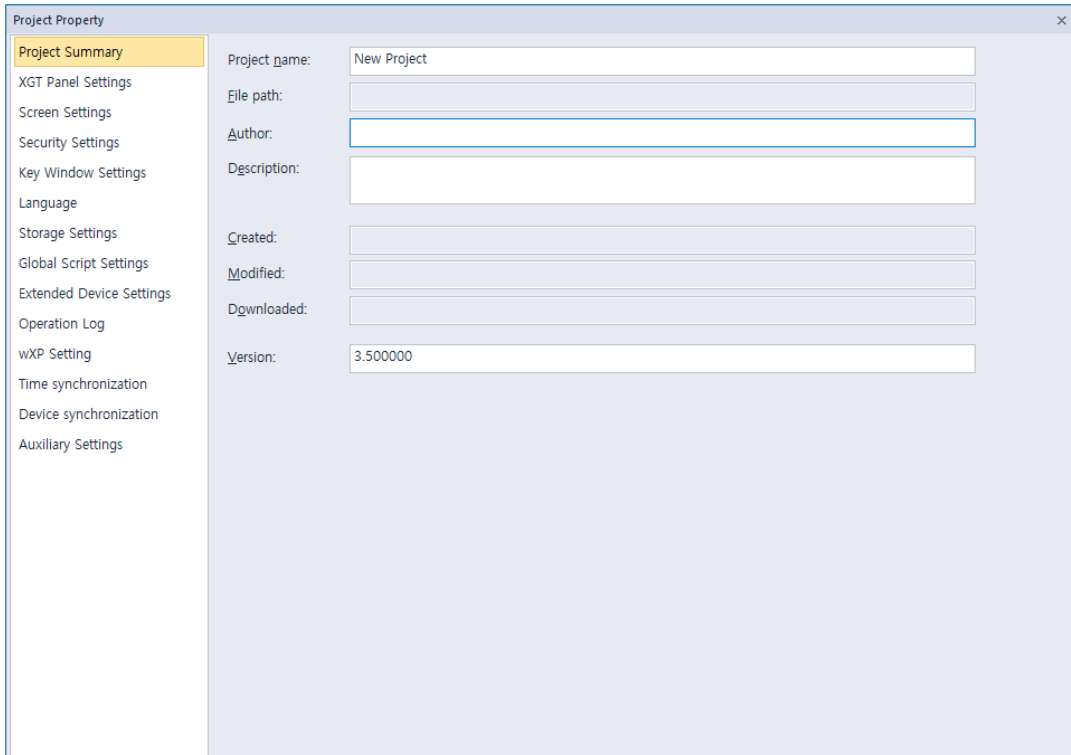 Project Property
Project Summary
XGT Panel Settings
Screen Settings
Security Settings
Key Window Settings
Language
Storage Settings
Global Script Settings
Extended Device Settings
Operation Log
wXP Setting
Time synchronization
Device synchronization
Auxiliary Settings
Project name: New Project
File path:
Author:
Description:
Created:
Modified:
Downloaded:
Version: 3.500000